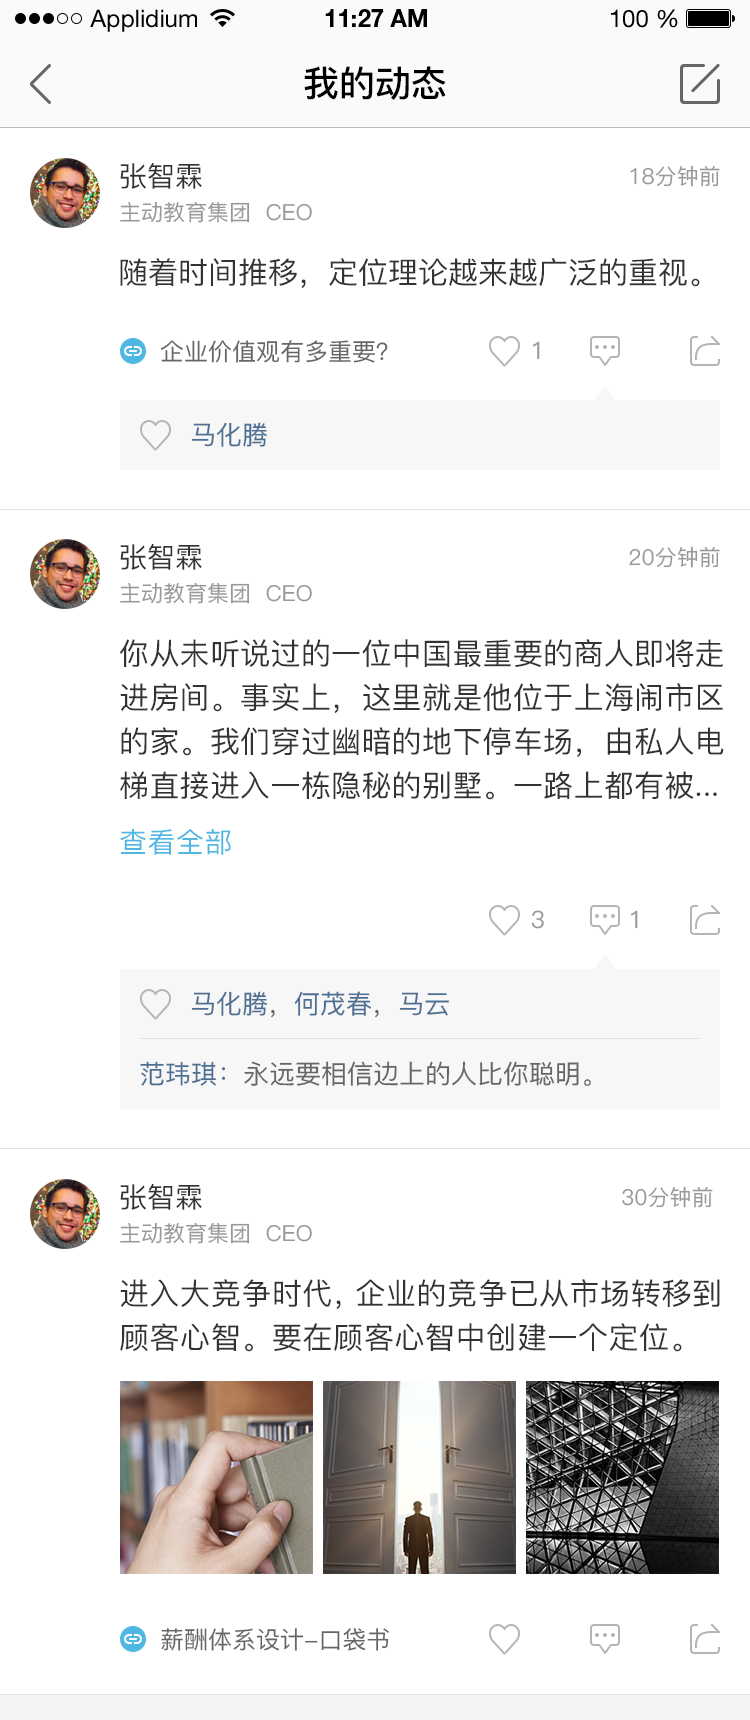 Applidium 11:27 AM 100 %
我的动态
张智霖 18分钟前
主动教育集团 CEO
随着时间推移，定位理论越来越广泛的重视。
企业价值观有多重要? 1
马化腾
张智霖 20分钟前
主动教育集团 CEO
你从未听说过的一位中国最重要的商人即将走
进房间。事实上，这里就是他位于上海闹市区
的家。我们穿过幽暗的地下停车场，由私人电
梯直接进入一栋隐秘的别墅。一路上都有被...
查看全部
3 1
马化腾，何茂春，马云
范玮琪：永远要相信边上的人比你聪明。
张智霖 30分钟前
主动教育集团 CEO
进入大竞争时代, 企业的竞争已从市场转移到
顾客心智。要在顾客心智中创建一个定位。
薪酬体系设计-口袋书